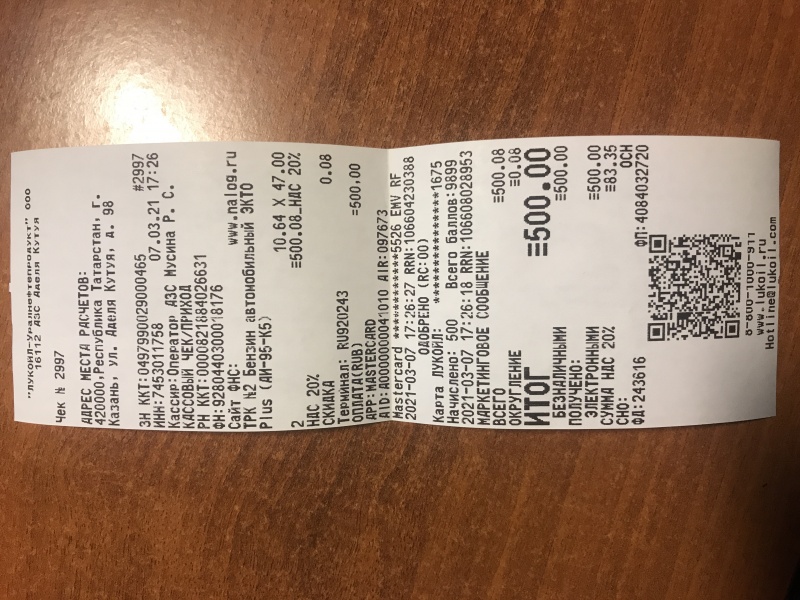 "ЛУКОЙЛ-Уралнефтепродукт" ООО
16112 АЗС Аделя Кутуя
Чек № 2997
АДРЕС МЕСТА РАСЧЕТОВ:
420000,Республика Татарстан, г.
Казань, ул. Аделя Кутуя, д. 98
ЗН ККТ:0497990029000465 #2997
ИНН:7453011758 07.03.21 17:26
Кассир:Оператор АЗС Мусина Р. С.
КАССОВЫЙ ЧЕК/ПРИХОД
РН ККТ:0000821684026631
ФН:9280440300018176
Сайт ФНС: www.nalog.ru
ТРК №2 Бензин автомобильный ЭКТО
Plus (АИ-95-К5)
10.64 X 47.00
2 ≡500.08_НДС 20%
НДС 20%
СКИДКА 0.08
Терминал: RU920243
ОПЛАТА(RUB) =500.00
APP:MASTERCARD
AID:A0000000041010 AIR:097673
Mastercard ************5526 EMV RF
2021-03-07 17:26:27 RRN:106604230388
ОДОБРЕНО (RC:00)
Карта ЛУКОЙЛ: **************1675
Начислено: 500 Всего баллов:9899
2021-03-07 17:26:18 RRN:106608028953
МАРКЕТИНГОВОЕ СООБЩЕНИЕ
ВСЕГО ≡500.08
ОКРУГЛЕНИЕ ≡0.08
ИТОГ ≡500.00
БЕЗНАЛИЧНЫМИ ≡500.00
ПОЛУЧЕНО:
ЭЛЕКТРОННЫМИ ≡500.00
СУММА НДС 20% ≡83.35
СНО: ОСН
ФД:243616 ФП:4084032720
8-800-1000-911
www.lukoil.ru
Hotline@lukoil.com